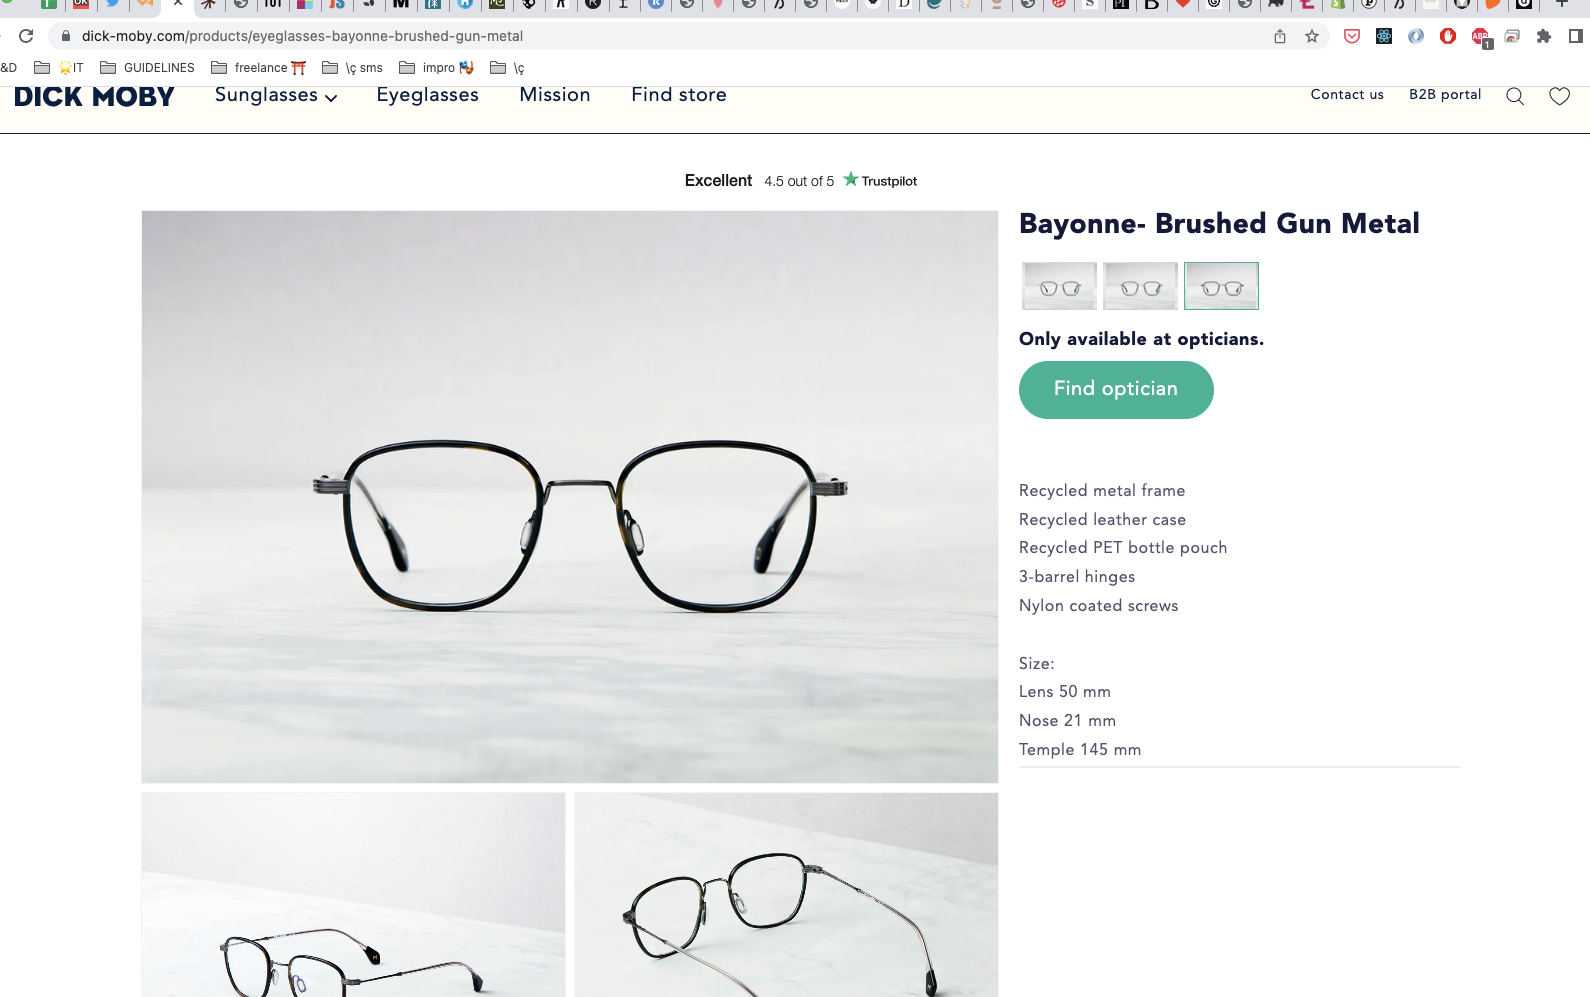 dick-moby.com/products/eyeglasses-bayonne-brushed-gun-metal
&D
IT
GUIDELINES
freelance
\ç sms
impro
\ç
DICK MOBY
Sunglasses
Eyeglasses
Mission
Find store
Contact us
B2B portal
Excellent 4.5 out of 5 Trustpilot
Bayonne- Brushed Gun Metal
Only available at opticians.
Find optician
Recycled metal frame
Recycled leather case
Recycled PET bottle pouch
3-barrel hinges
Nylon coated screws
Size:
Lens 50 mm
Nose 21 mm
Temple 145 mm